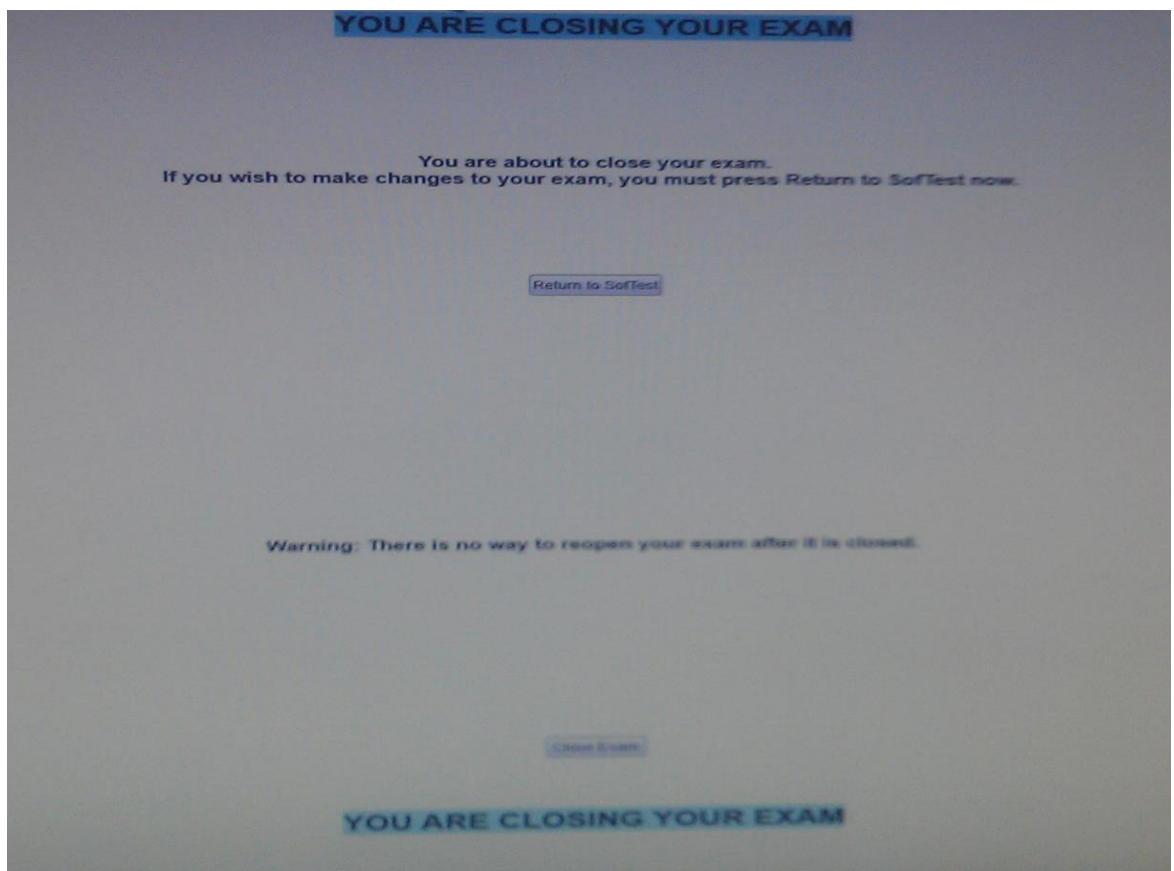 YOU ARE CLOSING YOUR EXAM
You are about to close your exam.
If you wish to make changes to your exam, you must press Return to SofTest now.
Return to SofTest
Warning: There is no way to reopen your exam after it is closed.
Close Exam
YOU ARE CLOSING YOUR EXAM